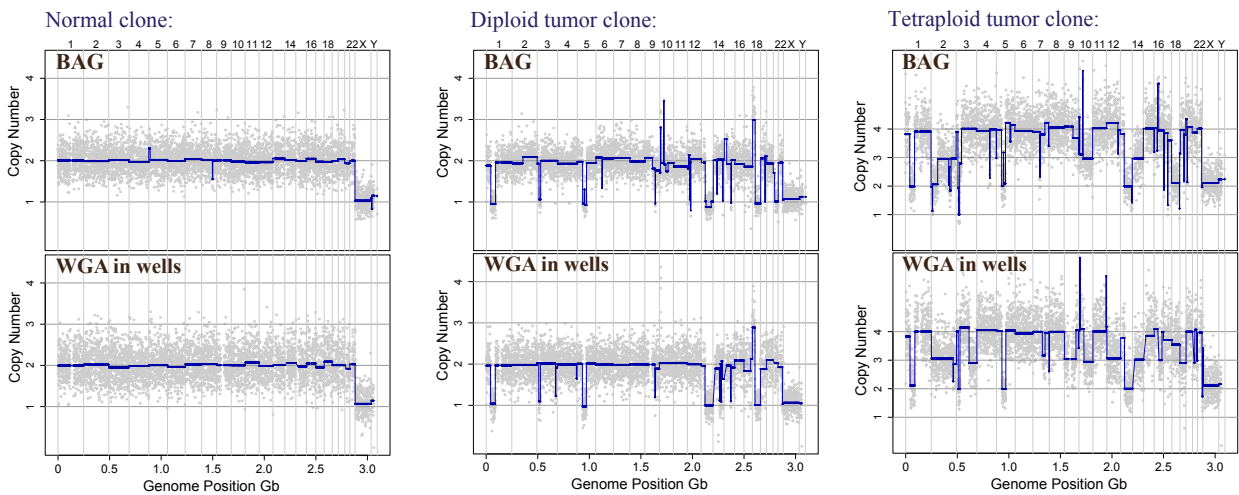 Normal clone:
Diploid tumor clone:
Tetraploid tumor clone:
1 2 3 4 5 6 7 8 9 10 11 12 14 16 18 22 X Y
1 2 3 4 5 6 7 8 9 10 11 12 14 16 18 22 X Y
1 2 3 4 5 6 7 8 9 10 11 12 14 16 18 22 X Y
BAG
BAG
BAG
Copy Number
1 2 3 4
Copy Number
1 2 3 4
Copy Number
1 2 3 4
WGA in wells
WGA in wells
WGA in wells
Copy Number
1 2 3 4
Copy Number
1 2 3 4
Copy Number
1 2 3 4
0 0.5 1.0 1.5 2.0 2.5 3.0
0 0.5 1.0 1.5 2.0 2.5 3.0
0 0.5 1.0 1.5 2.0 2.5 3.0
Genome Position Gb
Genome Position Gb
Genome Position Gb